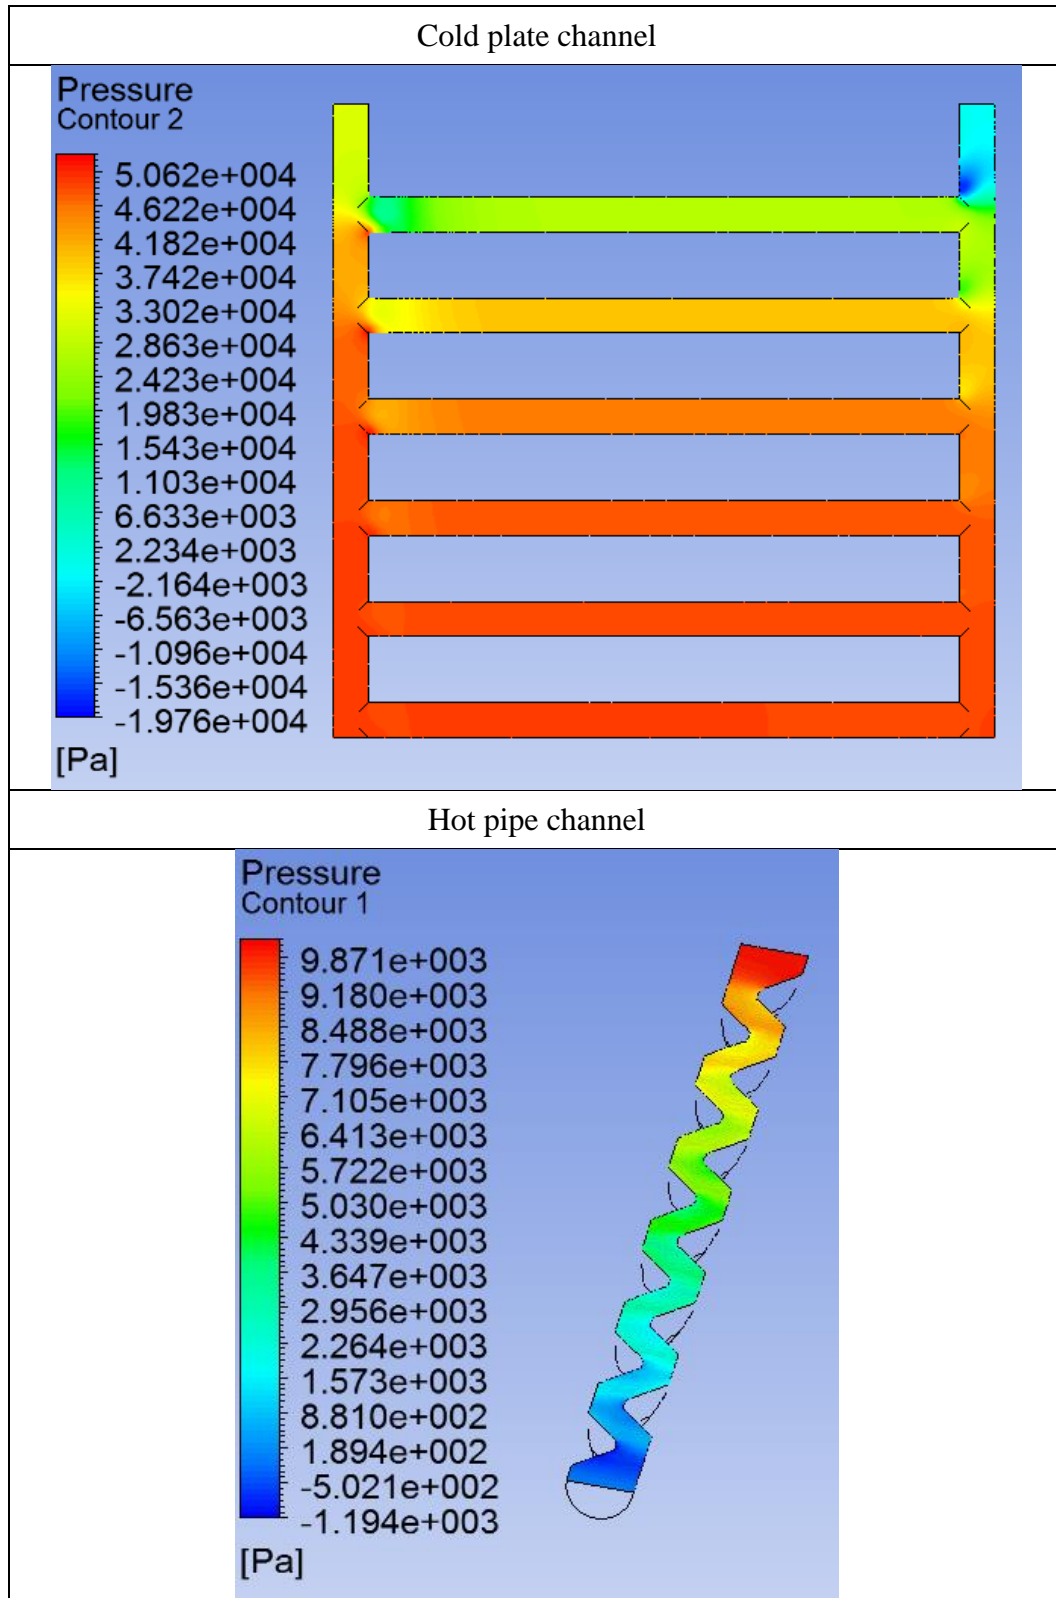 Cold plate channel
Pressure
Contour 2
5.062e+004
4.622e+004
4.182e+004
3.742e+004
3.302e+004
2.863e+004
2.423e+004
1.983e+004
1.543e+004
1.103e+004
6.633e+003
2.234e+003
-2.164e+003
-6.563e+003
-1.096e+004
-1.536e+004
-1.976e+004
[Pa]
Hot pipe channel
Pressure
Contour 1
9.871e+003
9.180e+003
8.488e+003
7.796e+003
7.105e+003
6.413e+003
5.722e+003
5.030e+003
4.339e+003
3.647e+003
2.956e+003
2.264e+003
1.573e+003
8.810e+002
1.894e+002
-5.021e+002
-1.194e+003
[Pa]